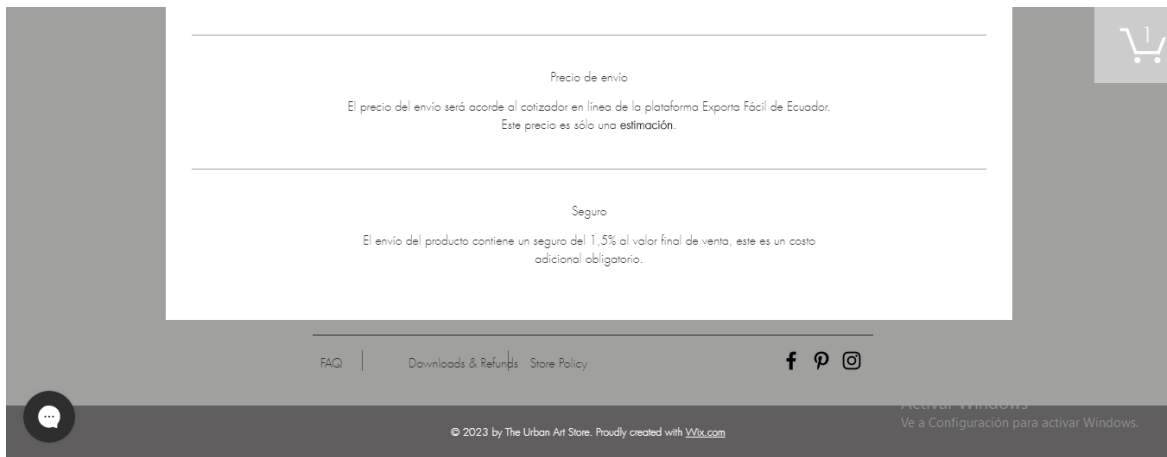 1
Precio de envío
El precio del envío será acorde al cotizador en línea de la plataforma Exporta Fácil de Ecuador.
Este precio es sólo una estimación.
Seguro
El envío del producto contiene un seguro del 1,5% al valor final de venta, este es un costo
adicional obligatorio.
FAQ Downloads & Refunds Store Policy
Activar Windows
Ve a Configuración para activar Windows.
© 2023 by The Urban Art Store. Proudly created with Wix.com